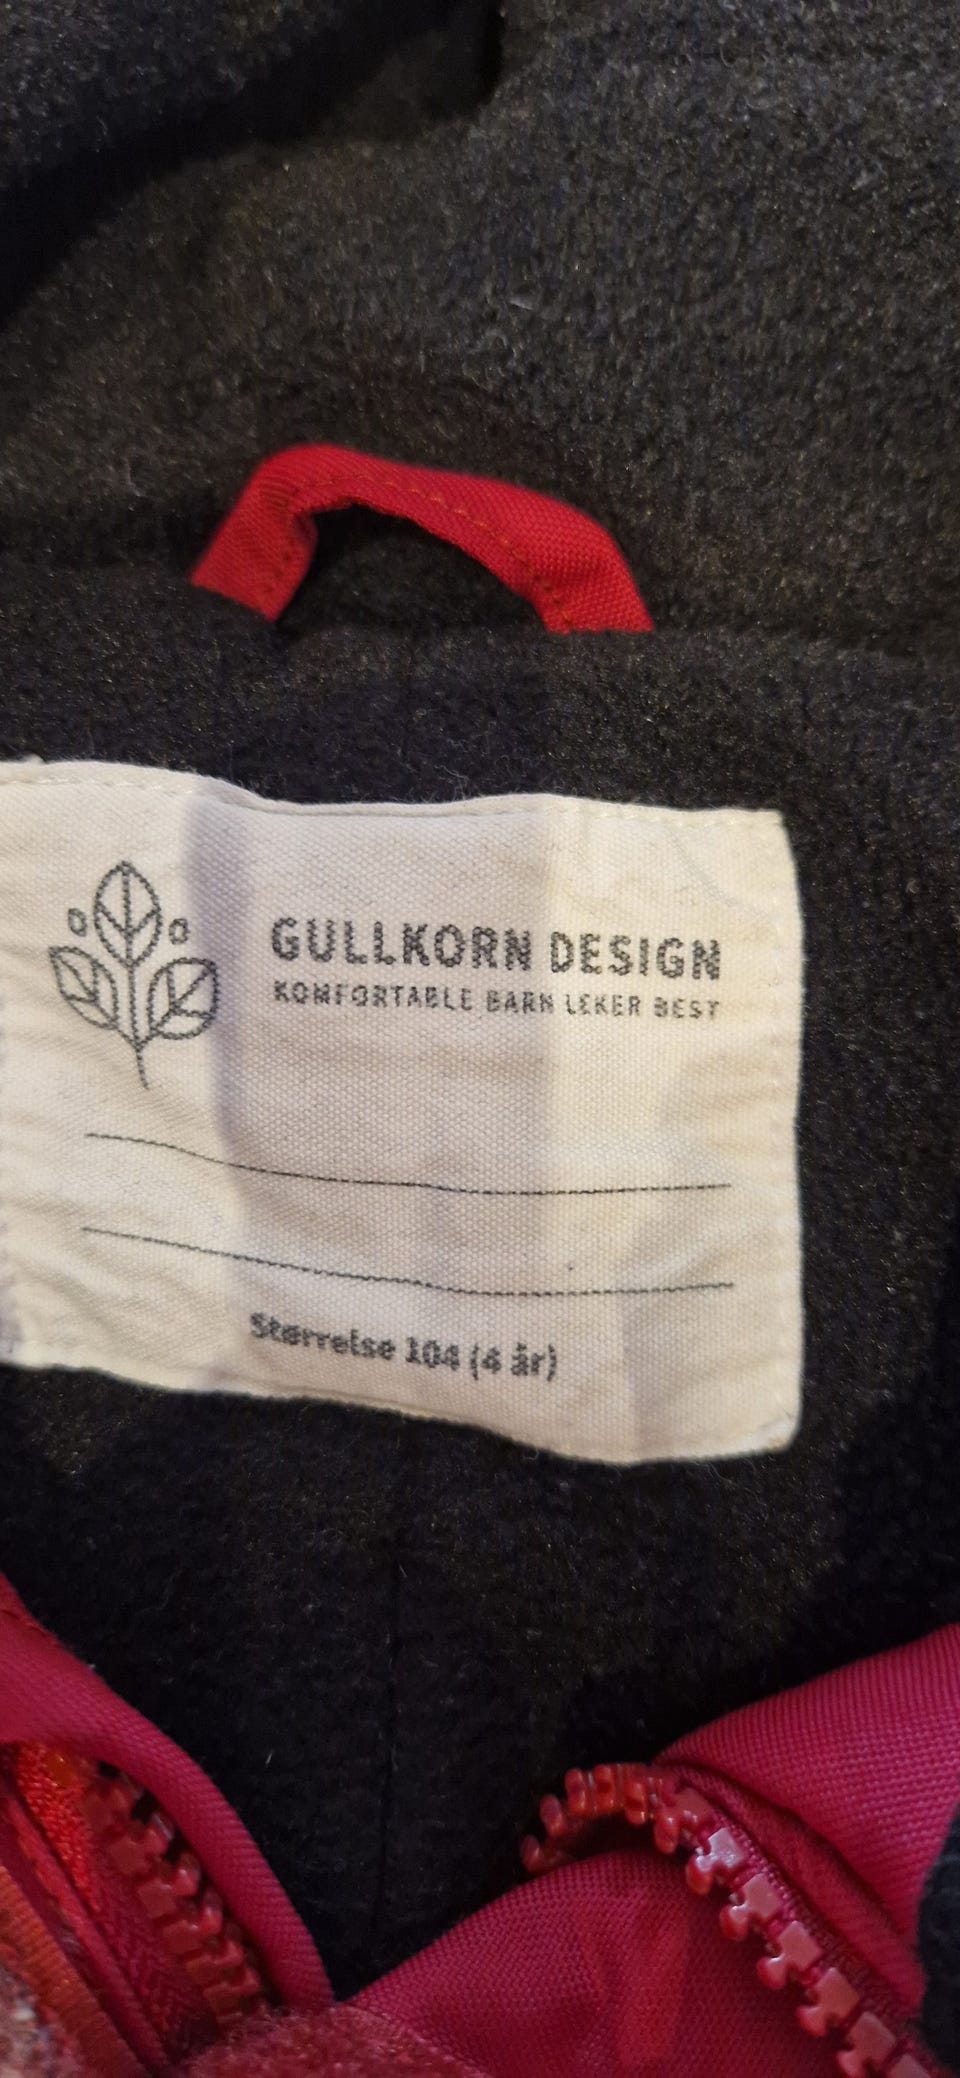 GULLKORN DESIGN
KOMFORTABLE BARN LEKER BEST
Størrelse 104 (4 år)